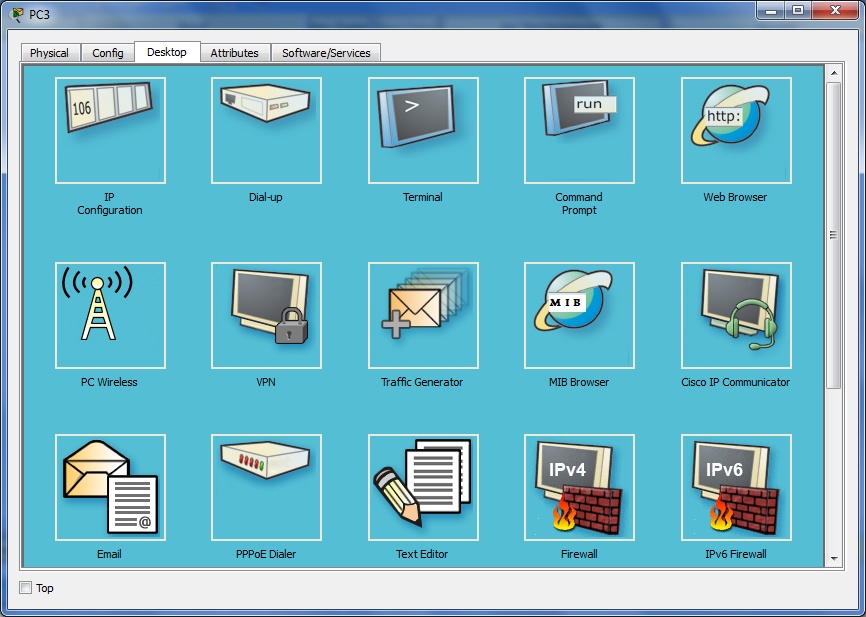 PC3
Physical Config Desktop Attributes Software/Services
106
>
run
http:
IP
Configuration
Dial-up
Terminal
Command
Prompt
Web Browser
MIB
PC Wireless
VPN
Traffic Generator
MIB Browser
Cisco IP Communicator
@
IPv4
IPv6
Email
PPPoE Dialer
Text Editor
Firewall
IPv6 Firewall
Top